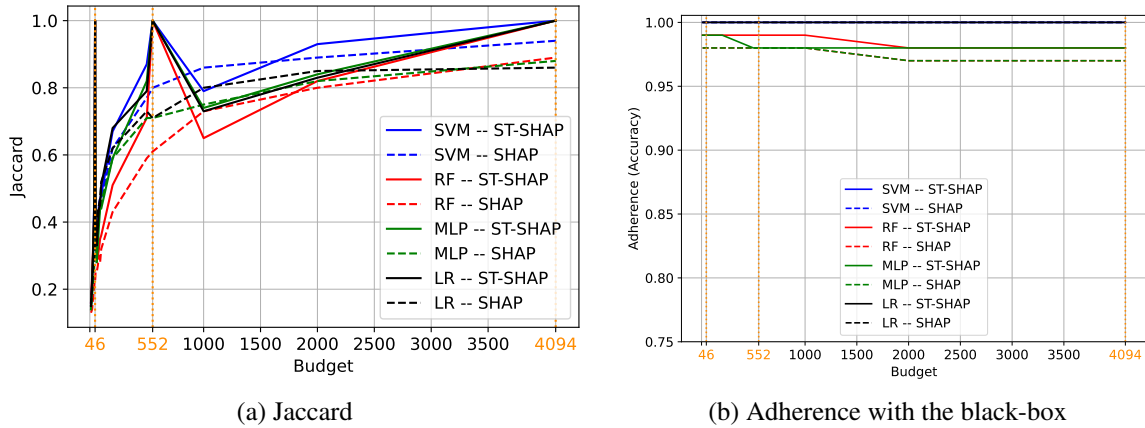 1.0
0.8
0.6
0.4
0.2
Jaccard
46
552
1000
1500
2000
2500
3000
3500
4094
Budget
SVM -- ST-SHAP
SVM -- SHAP
RF -- ST-SHAP
RF -- SHAP
MLP -- ST-SHAP
MLP -- SHAP
LR -- ST-SHAP
LR -- SHAP
(a) Jaccard
1.00
0.95
0.90
0.85
0.80
0.75
Adherence (Accuracy)
46
552
1000
1500
2000
2500
3000
3500
4094
Budget
SVM -- ST-SHAP
SVM -- SHAP
RF -- ST-SHAP
RF -- SHAP
MLP -- ST-SHAP
MLP -- SHAP
LR -- ST-SHAP
LR -- SHAP
(b) Adherence with the black-box